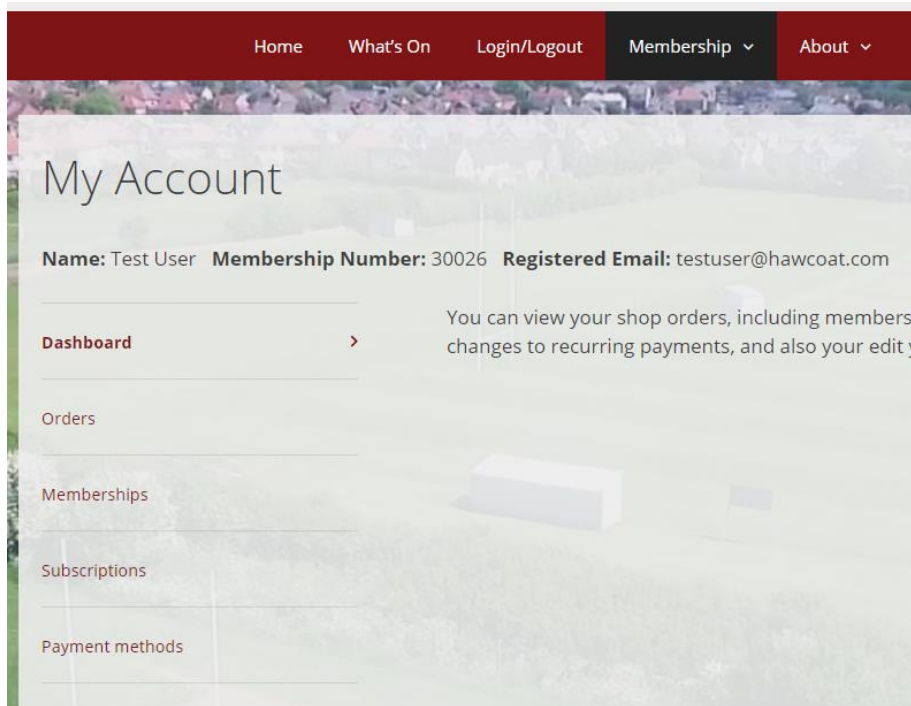 Home What's On Login/Logout Membership About
My Account
Name: Test User Membership Number: 30026 Registered Email: testuser@hawcoat.com
You can view your shop orders, including members
changes to recurring payments, and also your edit
Dashboard
Orders
Memberships
Subscriptions
Payment methods